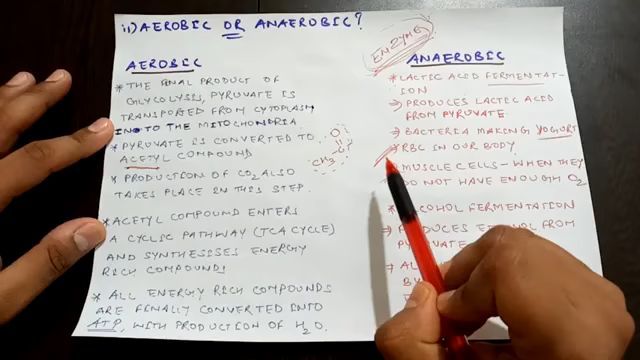 ii) AEROBIC OR ANAEROBIC?
AEROBIC
* THE FINAL PRODUCT OF
GLYCOLYSIS, PYRUVATE IS
TRANSPORTED FROM CYTOPLASM
INTO THE MITOCHONDRIA
* PYRUVATE IS CONVERTED TO
ACETYL COMPOUND
* PRODUCTION OF CO2 ALSO
TAKES PLACE IN THIS STEP.
* ACETYL COMPOUND ENTERS
A CYCLIC PATHWAY (TCA CYCLE)
AND SYNTHESISES ENERGY
RICH COMPOUNDS
* ALL ENERGY RICH COMPOUNDS
ARE FINALLY CONVERTED INTO
ATP, WITH PRODUCTION OF H2O.
O
C
CH3
ENZYME
ANAEROBIC
* LACTIC ACID FERMENTAT-
ION
→ PRODUCES LACTIC ACID
FROM PYRUVATE
→ BACTERIA MAKING YOGURT
→ RBC IN OUR BODY
MUSCLE CELLS - WHEN THEY
DO NOT HAVE ENOUGH O2
ALCOHOL FERMENTATION
→ PRODUCES ETHANOL FROM
PYRUVATE